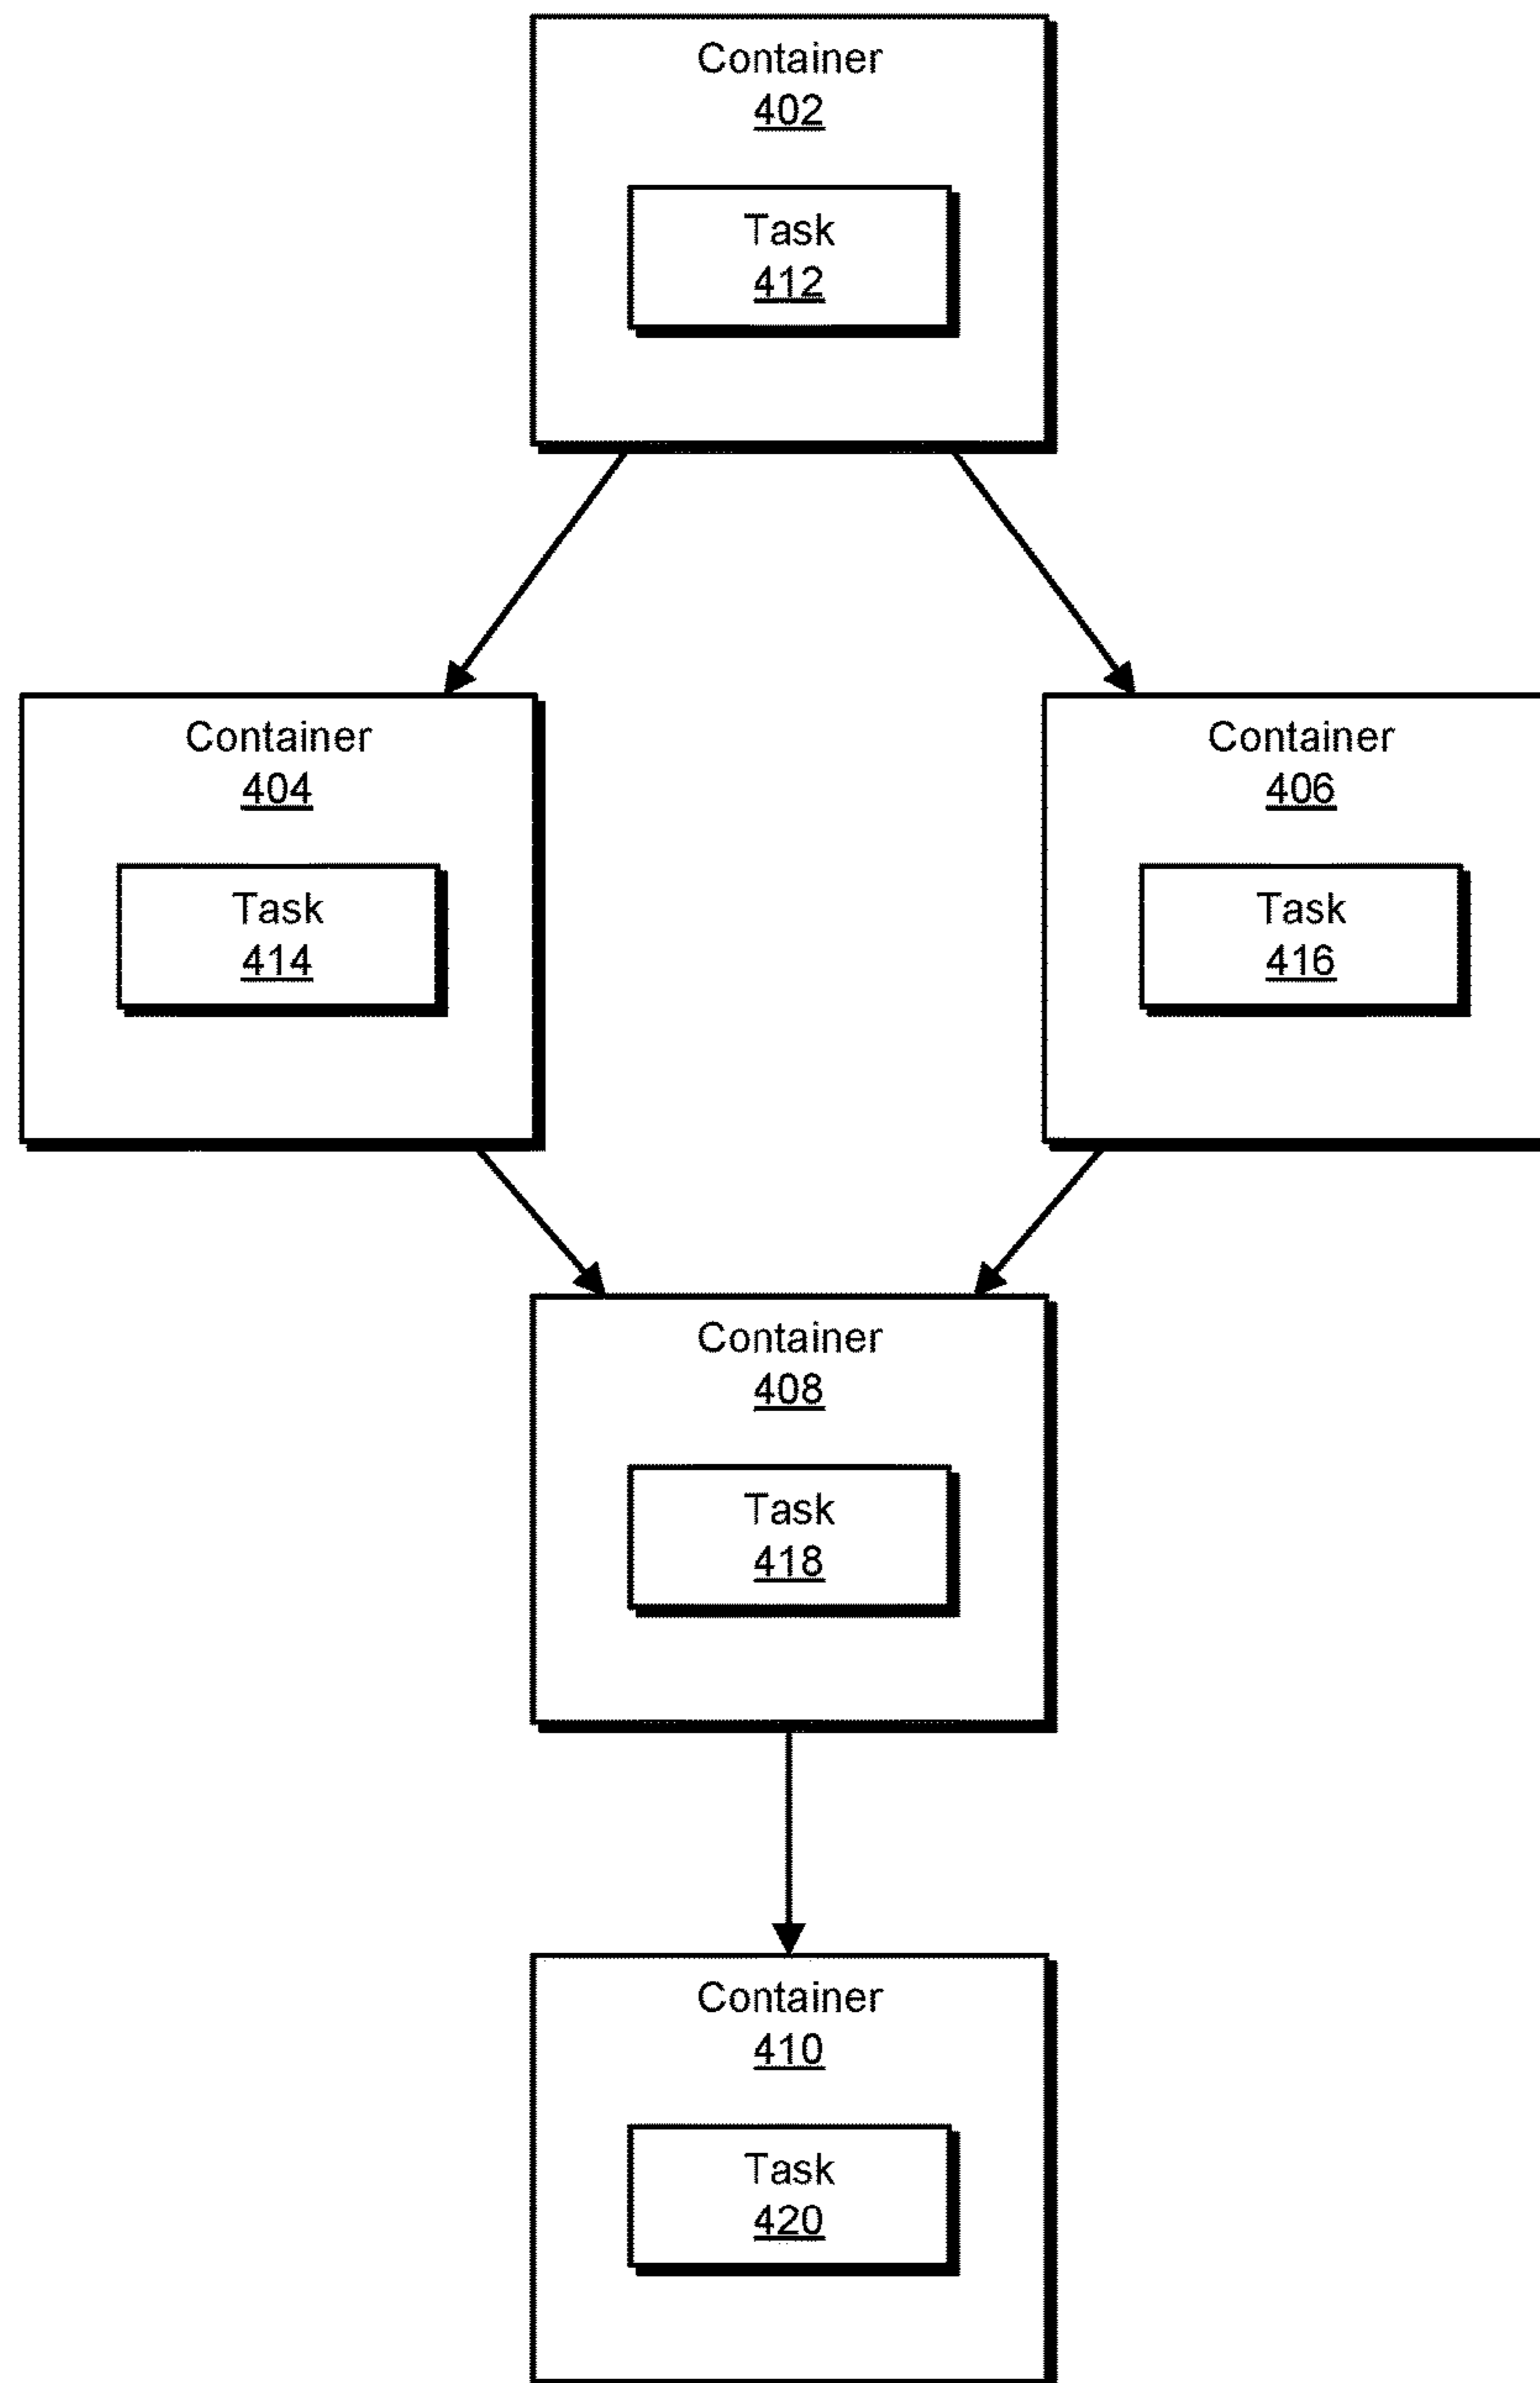 Container
402
Task
412
Container
404
Task
414
Container
406
Task
416
Container
408
Task
418
Container
410
Task
420